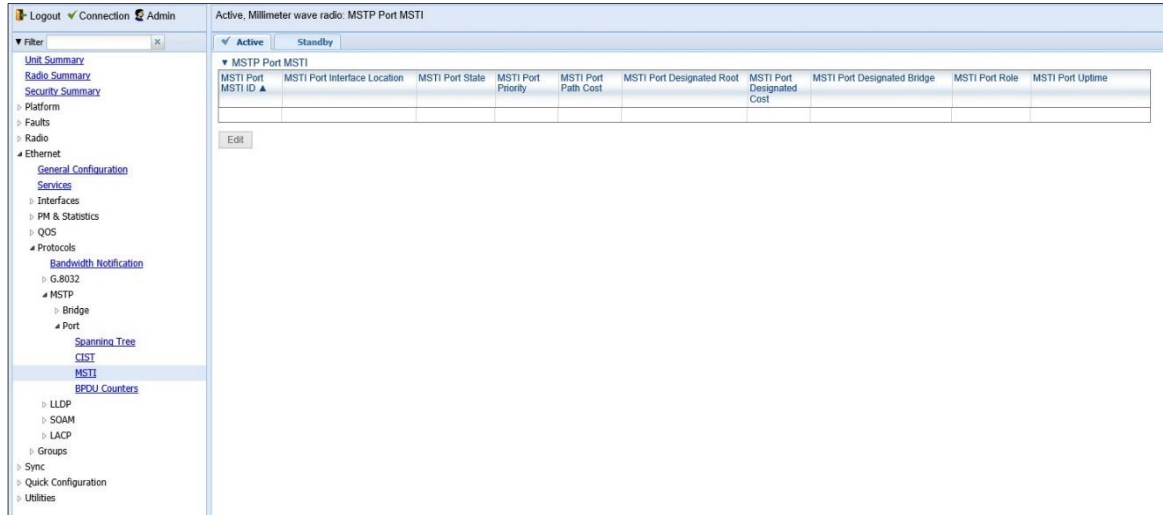 Logout Connection Admin
Active, Millimeter wave radio: MSTP Port MSTI
▼ Filter
Active Standby
Unit Summary
Radio Summary
Security Summary
Platform
Faults
Radio
Ethernet
General Configuration
Services
Interfaces
PM & Statistics
QOS
Protocols
Bandwidth Notification
G.8032
MSTP
Bridge
Port
Spanning Tree
CIST
MSTI
BPDU Counters
LLDP
SOAM
LACP
Groups
Sync
Quick Configuration
Utilities
▼ MSTP Port MSTI
MSTI Port MSTI Port Interface Location MSTI Port State MSTI Port MSTI Port MSTI Port Designated Root MSTI Port MSTI Port Designated Bridge MSTI Port Role MSTI Port Uptime
MSTI ID ▲ Priority Path Cost Designated
Cost
Edit